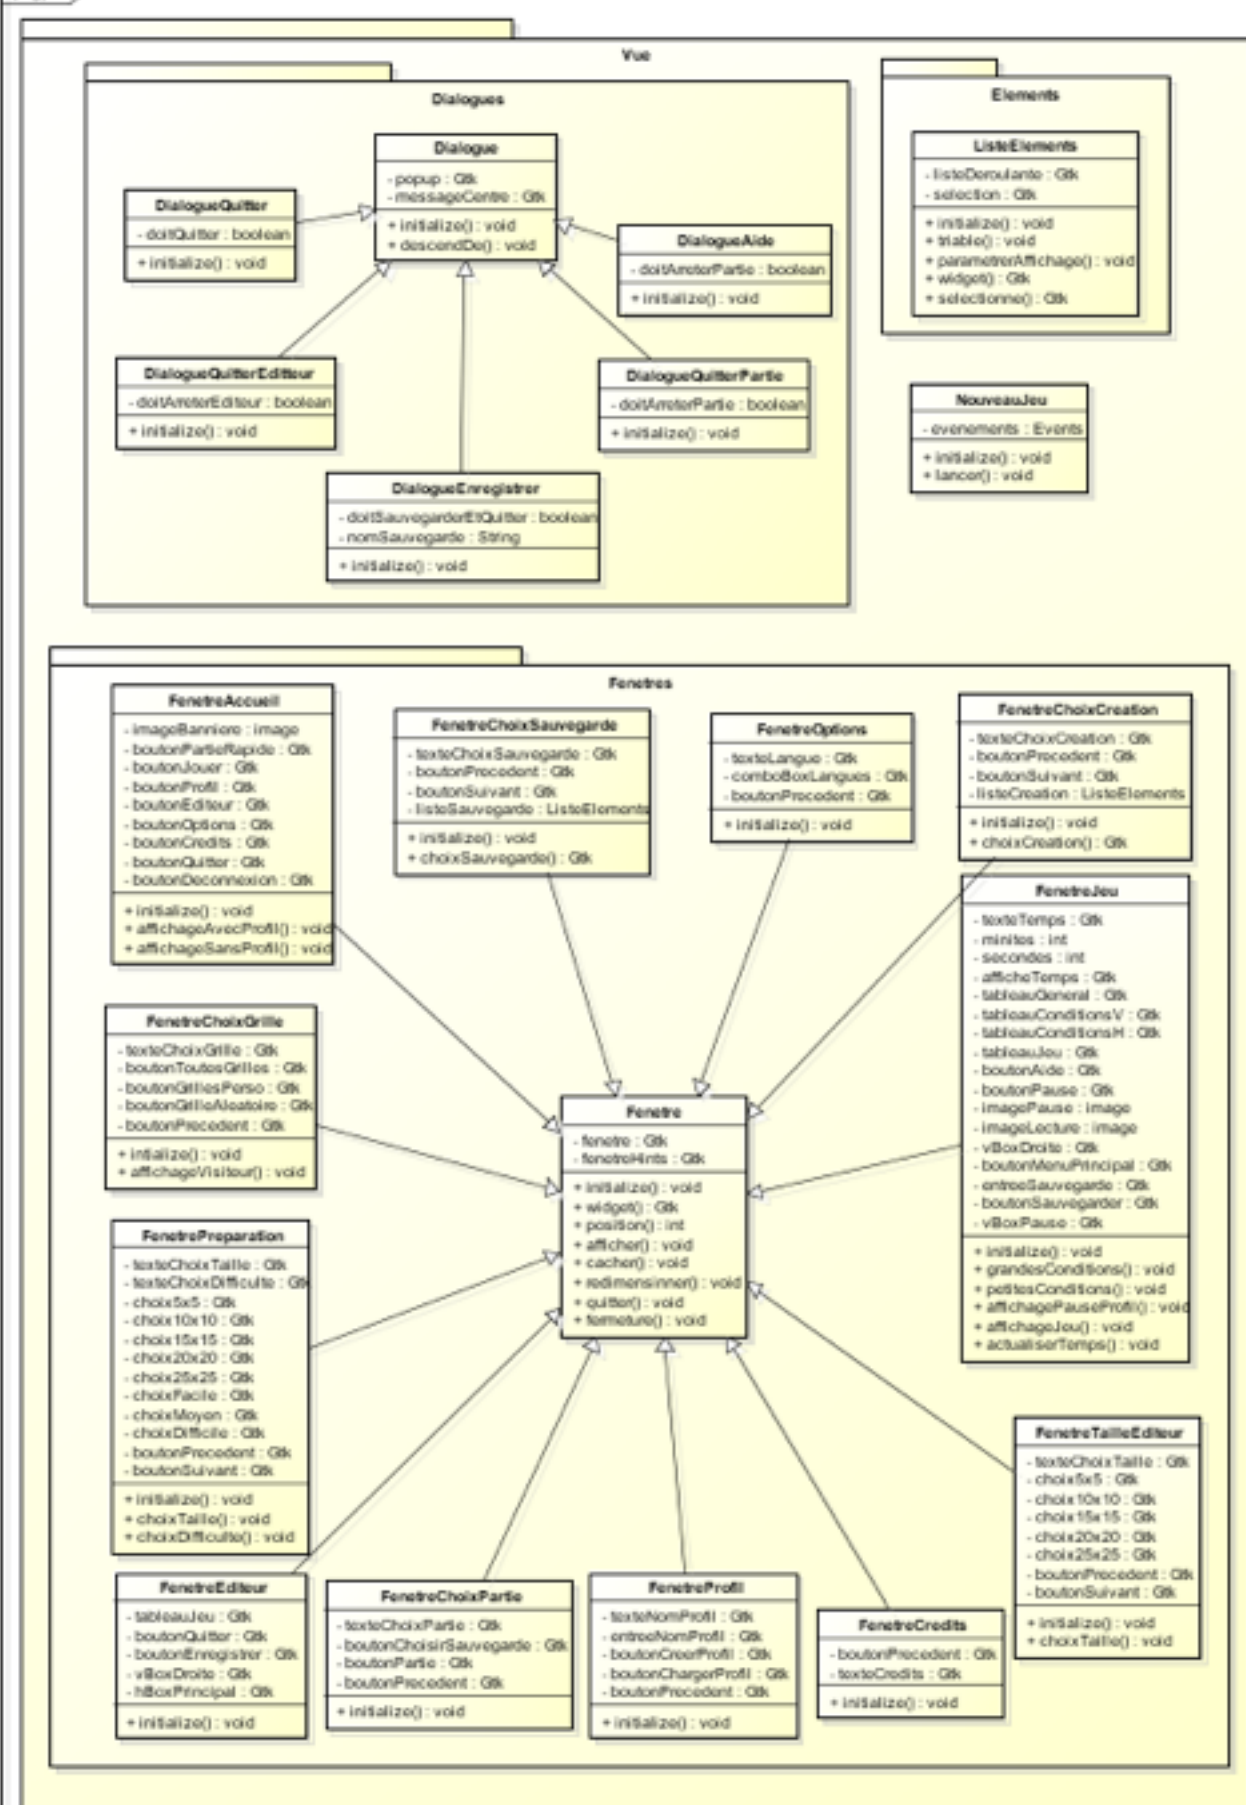 Vue
Dialogues
Dialogue
- popup : Gtk
- messageCentre : Gtk
+ initialize() : void
+ descendDe() : void
DialogueQuitter
- doitQuitter : boolean
+ initialize() : void
DialogueAide
- doitArreterPartie : boolean
+ initialize() : void
DialogueQuitterEditeur
- doitArreterEditeur : boolean
+ initialize() : void
DialogueQuitterPartie
- doitArreterPartie : boolean
+ initialize() : void
DialogueEnregistrer
- doitSauvegarderEtQuitter : boolean
- nomSauvegarde : String
+ initialize() : void
Elements
ListeElements
- listeDeroulante : Gtk
- selection : Gtk
+ initialize() : void
+ triable() : void
+ parametrerAffichage() : void
+ widget() : Gtk
+ selectionne() : Gtk
NouveauJeu
- evenements : Events
+ initialize() : void
+ lancer() : void
Fenetres
FenetreAccueil
- imageBanniere : image
- boutonPartieRapide : Gtk
- boutonJouer : Gtk
- boutonProfil : Gtk
- boutonEditeur : Gtk
- boutonOptions : Gtk
- boutonCredits : Gtk
- boutonQuitter : Gtk
- boutonDeconnexion : Gtk
+ initialize() : void
+ affichageAvecProfil() : void
+ affichageSansProfil() : void
FenetreChoixSauvegarde
- texteChoixSauvegarde : Gtk
- boutonPrecedent : Gtk
- boutonSuivant : Gtk
- listeSauvegarde : ListeElements
+ initialize() : void
+ choixSauvegarde() : Gtk
FenetreOptions
- texteLangue : Gtk
- comboBoxLangues : Gtk
- boutonPrecedent : Gtk
+ initialize() : void
FenetreChoixCreation
- texteChoixCreation : Gtk
- boutonPrecedent : Gtk
- boutonSuivant : Gtk
- listeCreation : ListeElements
+ initialize() : void
+ choixCreation() : Gtk
FenetreJeu
- texteTemps : Gtk
- minites : int
- secondes : int
- afficheTemps : Gtk
- tableauGeneral : Gtk
- tableauConditionsV : Gtk
- tableauConditionsH : Gtk
- tableauJeu : Gtk
- boutonAide : Gtk
- boutonPause : Gtk
- imagePause : image
- imageLecture : image
- vBoxDroite : Gtk
- boutonMenuPrincipal : Gtk
- entreeSauvegarde : Gtk
- boutonSauvegarder : Gtk
- vBoxPause : Gtk
+ initialize() : void
+ grandesConditions() : void
+ petitesConditions() : void
+ affichagePauseProfil() : void
+ affichageJeu() : void
+ actualiserTemps() : void
FenetreChoixGrille
- texteChoixGrille : Gtk
- boutonToutesGrilles : Gtk
- boutonGrillesPerso : Gtk
- boutonGrilleAleatoire : Gtk
- boutonPrecedent : Gtk
+ intialize() : void
+ affichageVisiteur() : void
Fenetre
- fenetre : Gtk
- fenetreHints : Gtk
+ initialize() : void
+ widget() : Gtk
+ position() : int
+ afficher() : void
+ cacher() : void
+ redimensinner() : void
+ quitter() : void
+ fermeture() : void
FenetrePreparation
- texteChoixTaille : Gtk
- texteChoixDifficulte : Gtk
- choix5x5 : Gtk
- choix10x10 : Gtk
- choix15x15 : Gtk
- choix20x20 : Gtk
- choix25x25 : Gtk
- choixFacile : Gtk
- choixMoyen : Gtk
- choixDifficile : Gtk
- boutonPrecedent : Gtk
- boutonSuivant : Gtk
+ initialize() : void
+ choixTaille() : void
+ choixDifficulte() : void
FenetreTailleEditeur
- texteChoixTaille : Gtk
- choix5x5 : Gtk
- choix10x10 : Gtk
- choix15x15 : Gtk
- choix20x20 : Gtk
- choix25x25 : Gtk
- boutonPrecedent : Gtk
- boutonSuivant : Gtk
+ initialize() : void
+ choixTaille() : void
FenetreEditeur
- tableauJeu : Gtk
- boutonQuitter : Gtk
- boutonEnregistrer : Gtk
- vBoxDroite : Gtk
- hBoxPrincipal : Gtk
+ initialize() : void
FenetreChoixPartie
- texteChoixPartie : Gtk
- boutonChoisirSauvegarde : Gtk
- boutonPartie : Gtk
- boutonPrecedent : Gtk
+ initialize() : void
FenetreProfil
- texteNomProfil : Gtk
- entreeNomProfil : Gtk
- boutonCreerProfil : Gtk
- boutonChargerProfil : Gtk
- boutonPrecedent : Gtk
+ initialize() : void
FenetreCredits
- boutonPrecedent : Gtk
- texteCredits : Gtk
+ initialize() : void